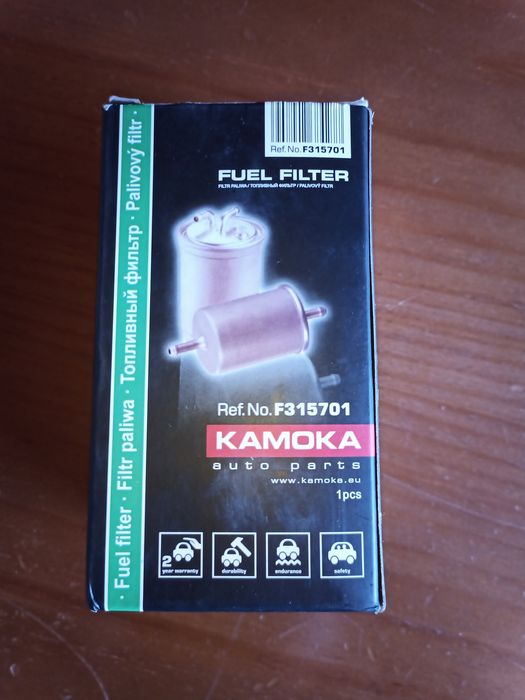 Ref.No.F315701
FUEL FILTER
FILTR PALIWA / ТОПЛИВНЫЙ ФИЛЬТР / PALIVOVÝ FILTR
· Fuel filter · Filtr paliwa · Топливный фильтр · Palivový filtr ·
Ref.No.F315701
KAMOKA
auto parts
www.kamoka.eu
1pcs
2
year warranty
durability
endurance
safety